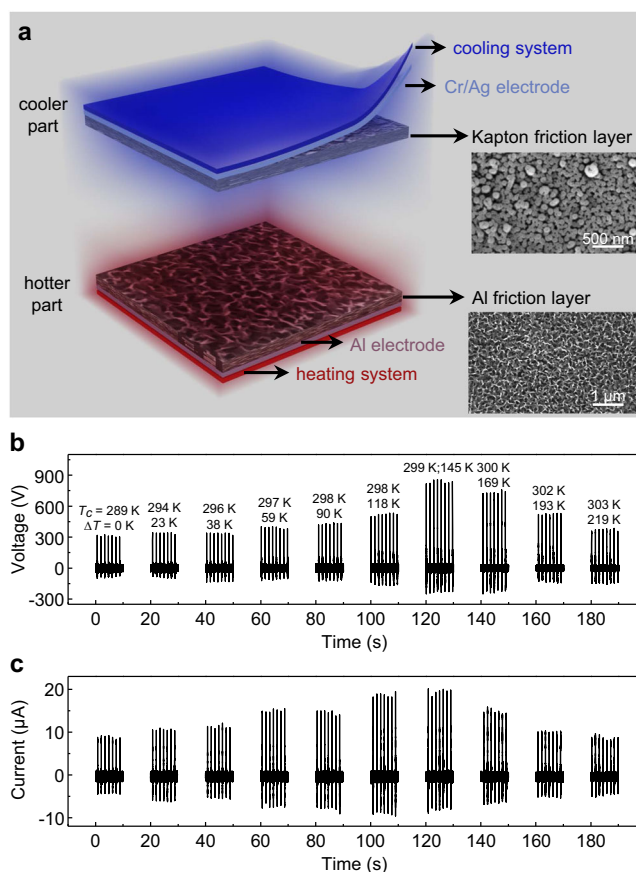 a
cooling system
Cr/Ag electrode
cooler
part
Kapton friction layer
500 nm
hotter
part
Al friction layer
Al electrode
heating system
1 μm
b
Voltage (V)
900
600
300
0
-300
Tc = 289 K
ΔT = 0 K
294 K
23 K
296 K
38 K
297 K
59 K
298 K
90 K
298 K
118 K
299 K;145 K
300 K
169 K
302 K
193 K
303 K
219 K
0 20 40 60 80 100 120 140 160 180
Time (s)
c
Current (μA)
20
10
0
-10
0 20 40 60 80 100 120 140 160 180
Time (s)